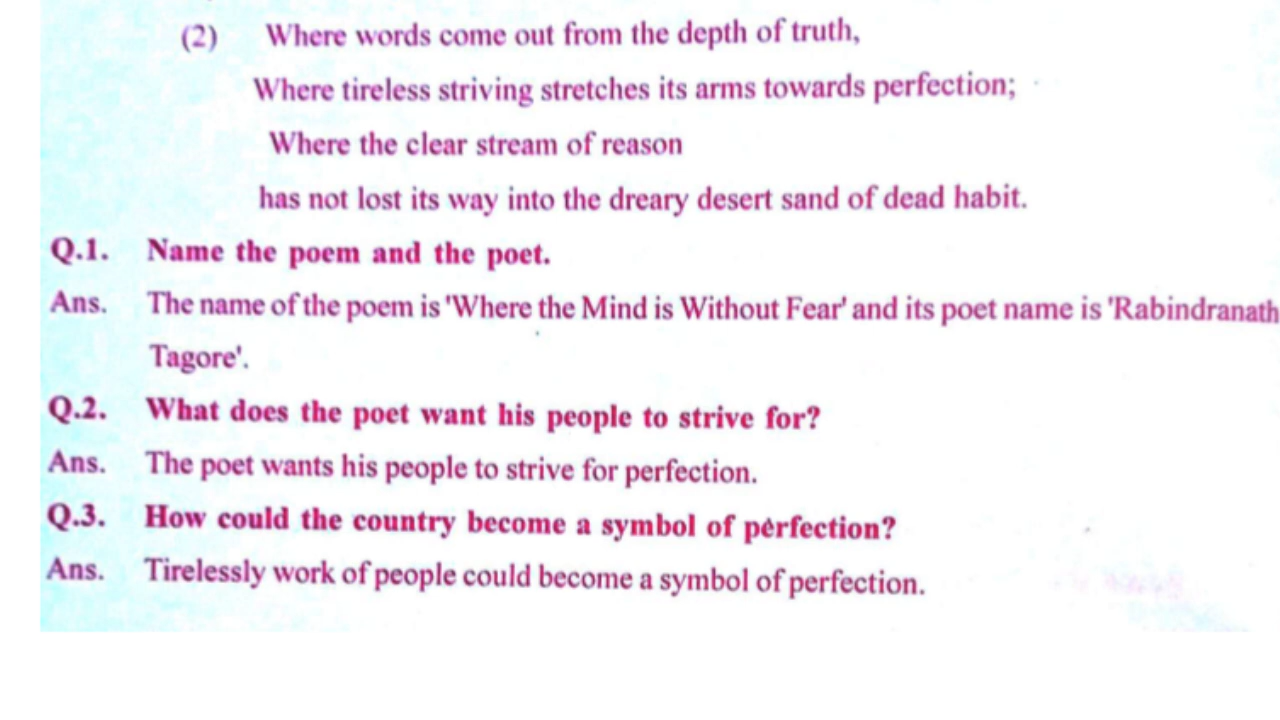 (2) Where words come out from the depth of truth,
Where tireless striving stretches its arms towards perfection;
Where the clear stream of reason
has not lost its way into the dreary desert sand of dead habit.
Q.1. Name the poem and the poet.
Ans. The name of the poem is 'Where the Mind is Without Fear' and its poet name is 'Rabindranath
Tagore'.
Q.2. What does the poet want his people to strive for?
Ans. The poet wants his people to strive for perfection.
Q.3. How could the country become a symbol of perfection?
Ans. Tirelessly work of people could become a symbol of perfection.